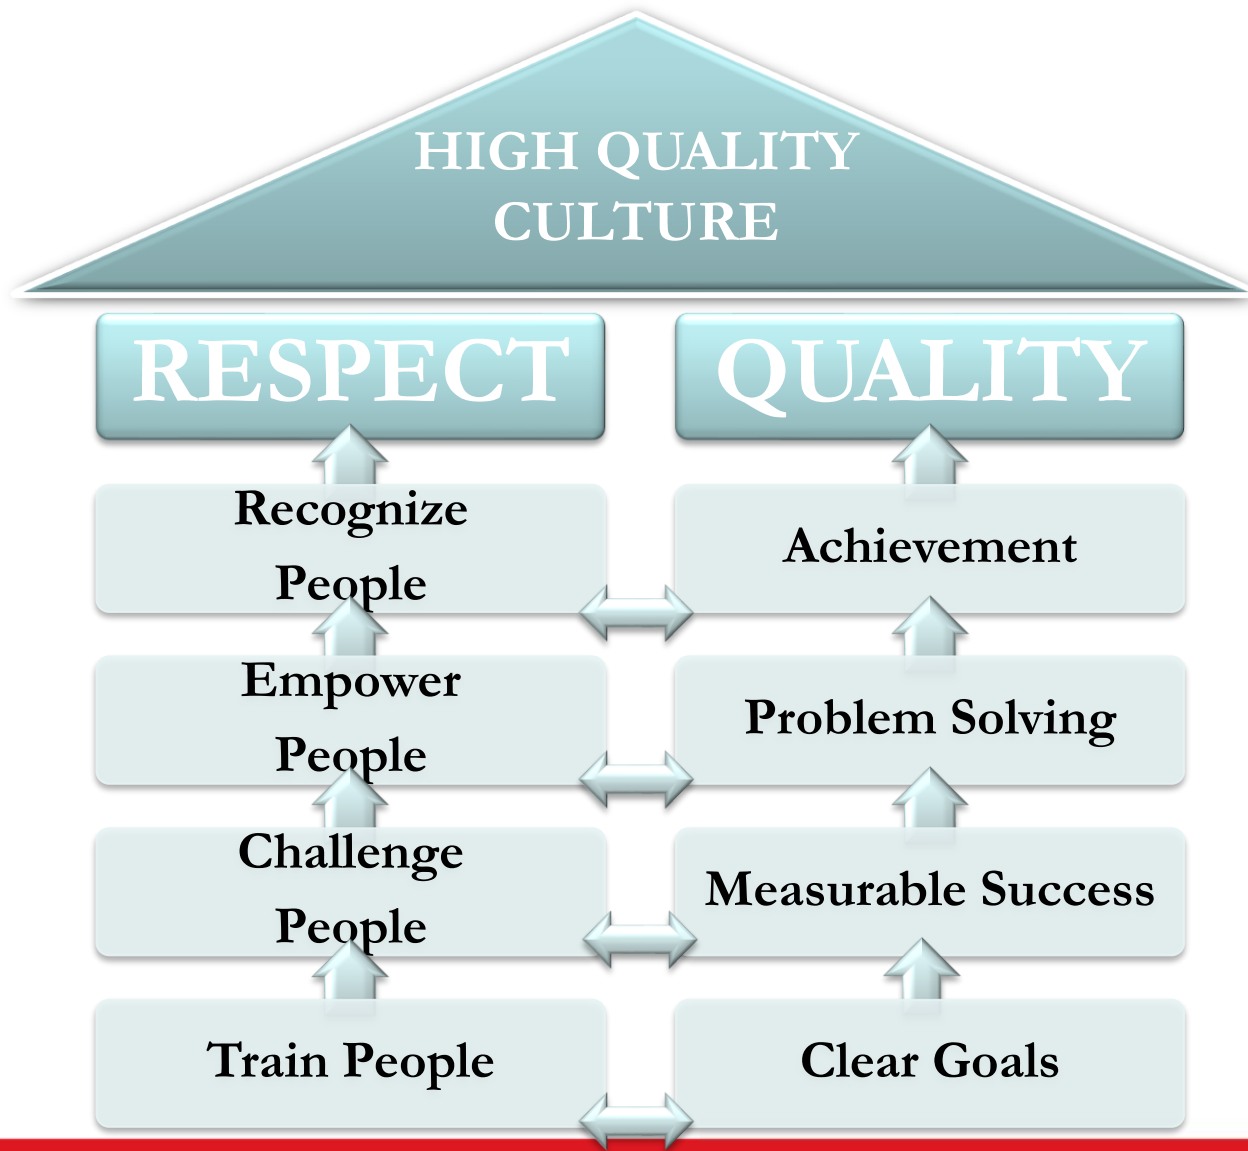 HIGH QUALITY
CULTURE
RESPECT
QUALITY
Recognize
People
Achievement
Empower
People
Problem Solving
Challenge
People
Measurable Success
Train People
Clear Goals